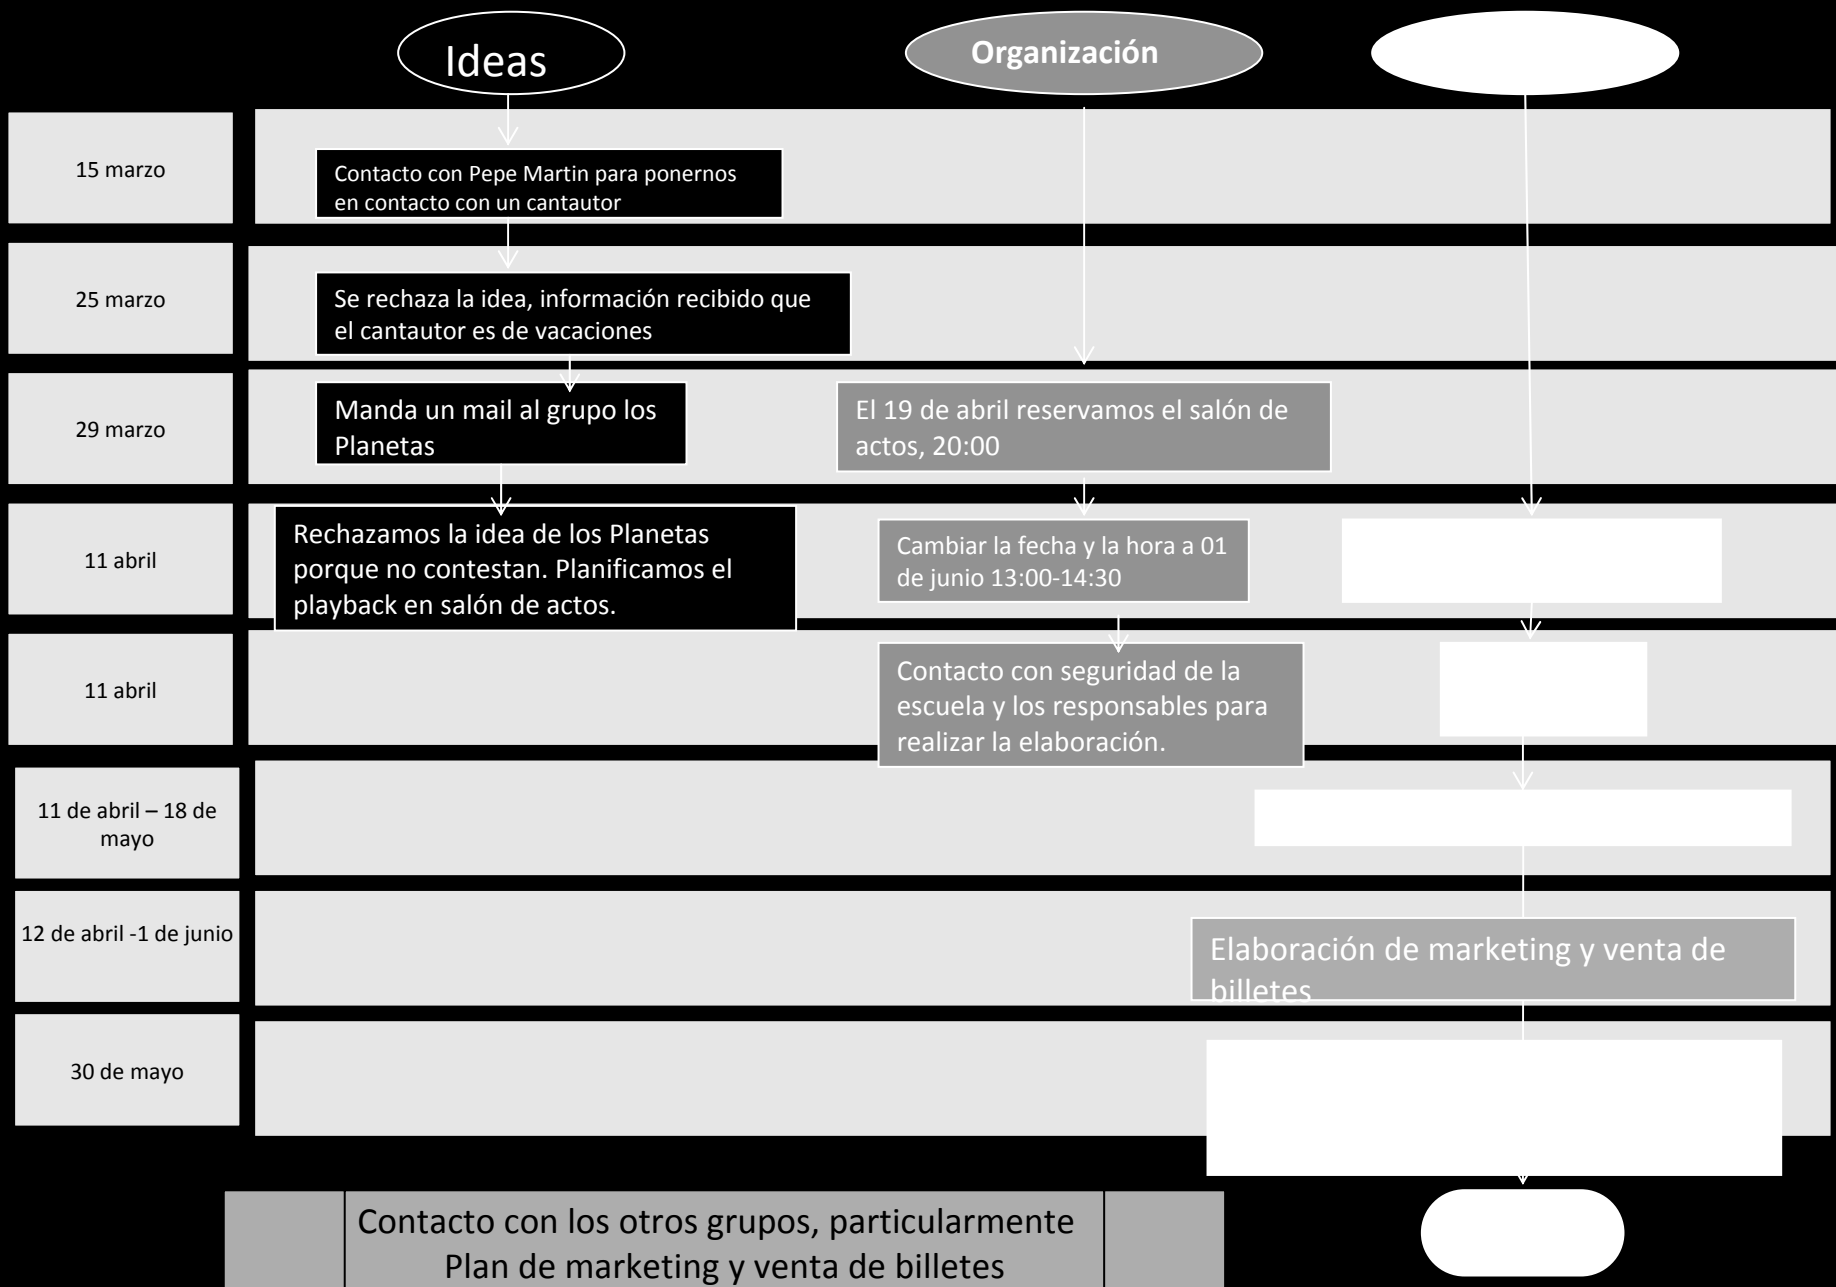 Ideas
Organización
15 marzo
Contacto con Pepe Martin para ponernos
en contacto con un cantautor
25 marzo
Se rechaza la idea, información recibido que
el cantautor es de vacaciones
29 marzo
Manda un mail al grupo los
Planetas
El 19 de abril reservamos el salón de
actos, 20:00
11 abril
Rechazamos la idea de los Planetas
porque no contestan. Planificamos el
playback en salón de actos.
Cambiar la fecha y la hora a 01
de junio 13:00-14:30
11 abril
Contacto con seguridad de la
escuela y los responsables para
realizar la elaboración.
11 de abril – 18 de
mayo
12 de abril -1 de junio
Elaboración de marketing y venta de
billetes
30 de mayo
Contacto con los otros grupos, particularmente
Plan de marketing y venta de billetes